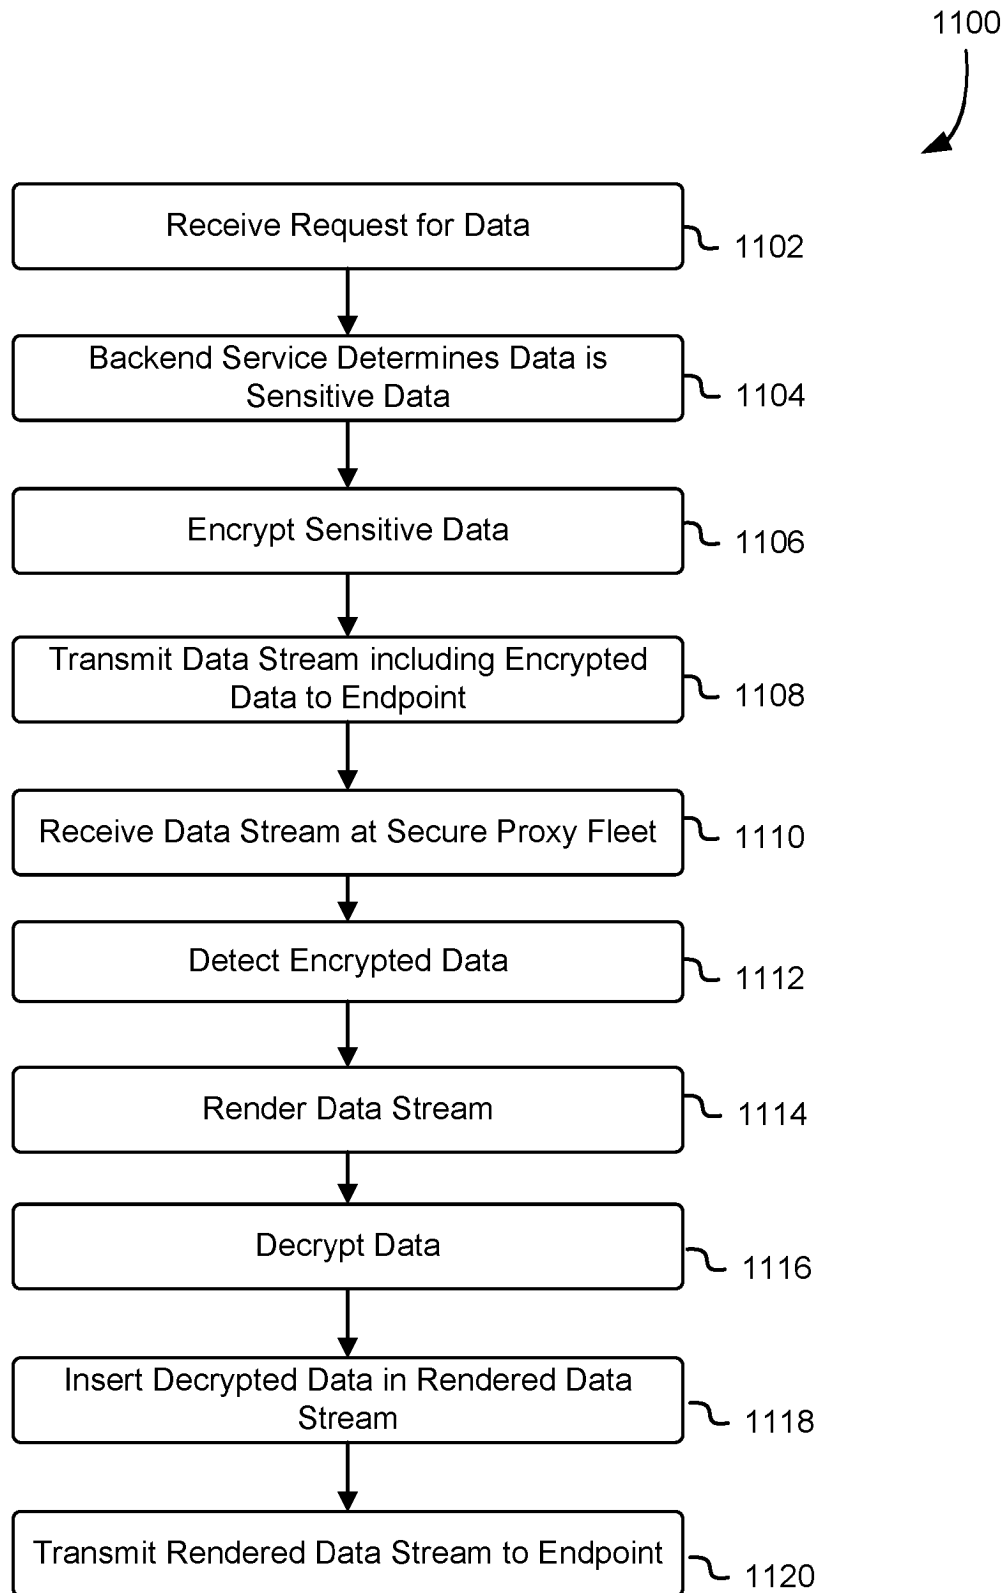 1100
Receive Request for Data
1102
Backend Service Determines Data is
Sensitive Data
1104
Encrypt Sensitive Data
1106
Transmit Data Stream including Encrypted
Data to Endpoint
1108
Receive Data Stream at Secure Proxy Fleet
1110
Detect Encrypted Data
1112
Render Data Stream
1114
Decrypt Data
1116
Insert Decrypted Data in Rendered Data
Stream
1118
Transmit Rendered Data Stream to Endpoint
1120